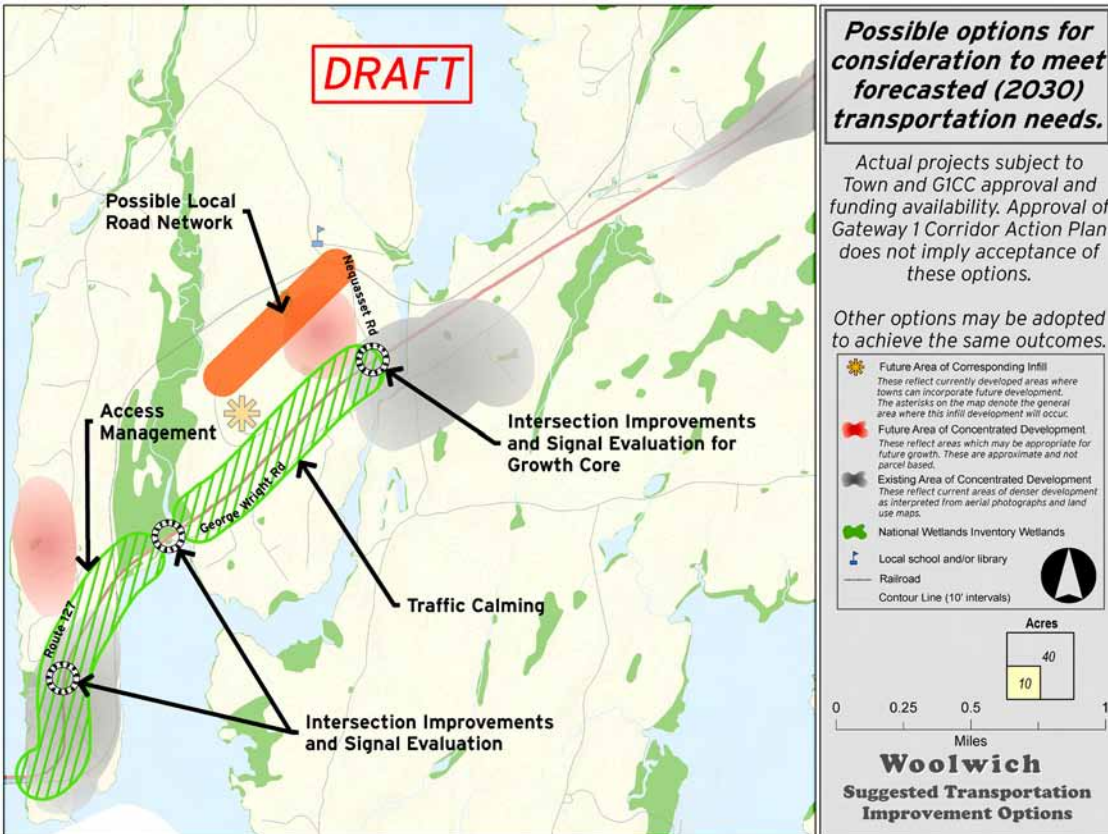 DRAFT
Possible Local
Road Network
Nequasset Rd
Access
Management
Intersection Improvements
and Signal Evaluation for
Growth Core
George Wright Rd
Traffic Calming
Route 127
Intersection Improvements
and Signal Evaluation
Possible options for
consideration to meet
forecasted (2030)
transportation needs.
Actual projects subject to
Town and G1CC approval and
funding availability. Approval of
Gateway 1 Corridor Action Plan
does not imply acceptance of
these options.
Other options may be adopted
to achieve the same outcomes.
Future Area of Corresponding Infill
These reflect currently developed areas where
towns can incorporate future development.
The asterisks on the map denote the general
area where this infill development will occur.
Future Area of Concentrated Development
These reflect areas which may be appropriate for
future growth. These are approximate and not
parcel based.
Existing Area of Concentrated Development
These reflect current areas of denser development
as interpreted from aerial photographs and land
use maps.
National Wetlands Inventory Wetlands
Local school and/or library
Railroad
Contour Line (10' intervals)
Acres
40
10
0 0.25 0.5 1
Miles
Woolwich
Suggested Transportation
Improvement Options